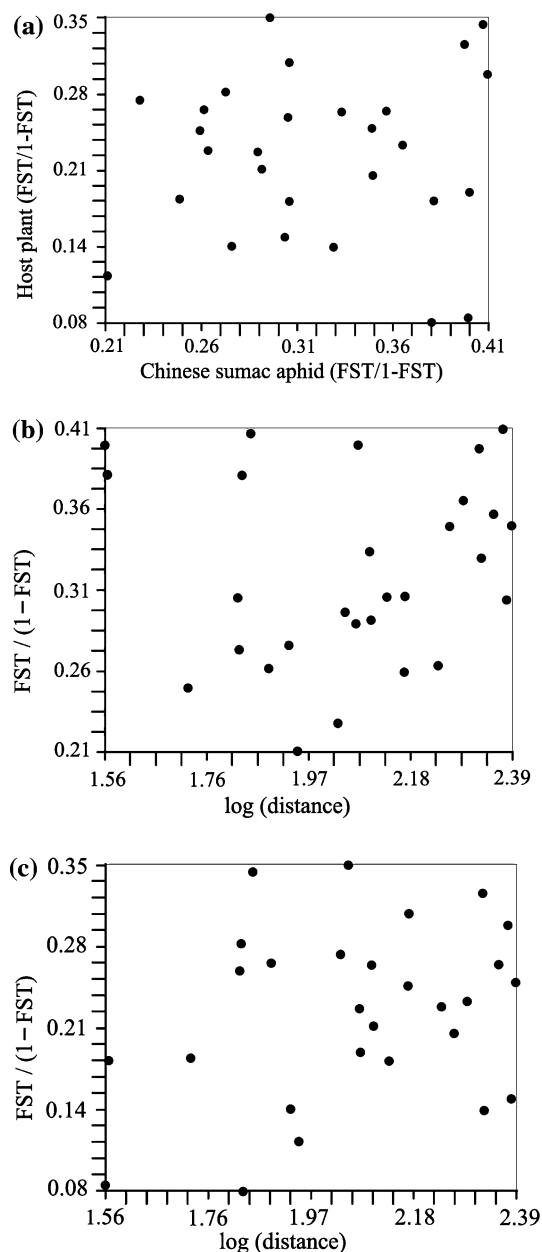 (a)
0.35
0.28
0.21
0.14
0.08
Host plant (FST/1-FST)
0.21 0.26 0.31 0.36 0.41
Chinese sumac aphid (FST/1-FST)
(b)
0.41
0.36
0.31
0.26
0.21
FST / (1 – FST)
1.56 1.76 1.97 2.18 2.39
log (distance)
(c)
0.35
0.28
0.21
0.14
0.08
FST / (1 – FST)
1.56 1.76 1.97 2.18 2.39
log (distance)